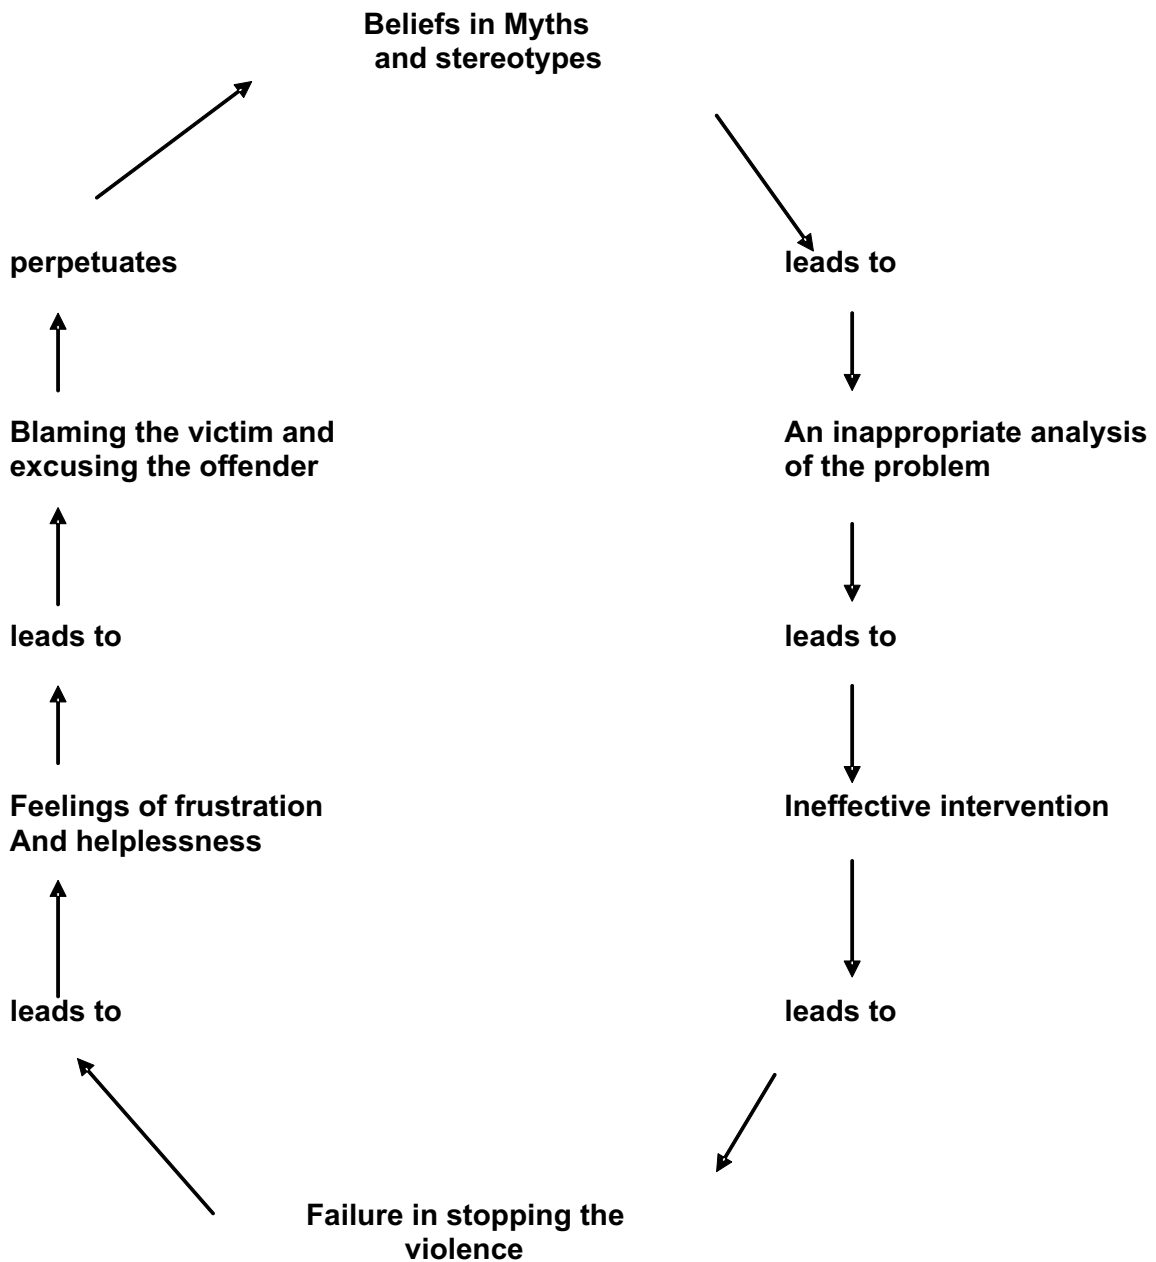 Beliefs in Myths
and stereotypes
leads to
An inappropriate analysis
of the problem
leads to
Ineffective intervention
leads to
Failure in stopping the
violence
leads to
Feelings of frustration
And helplessness
leads to
Blaming the victim and
excusing the offender
perpetuates